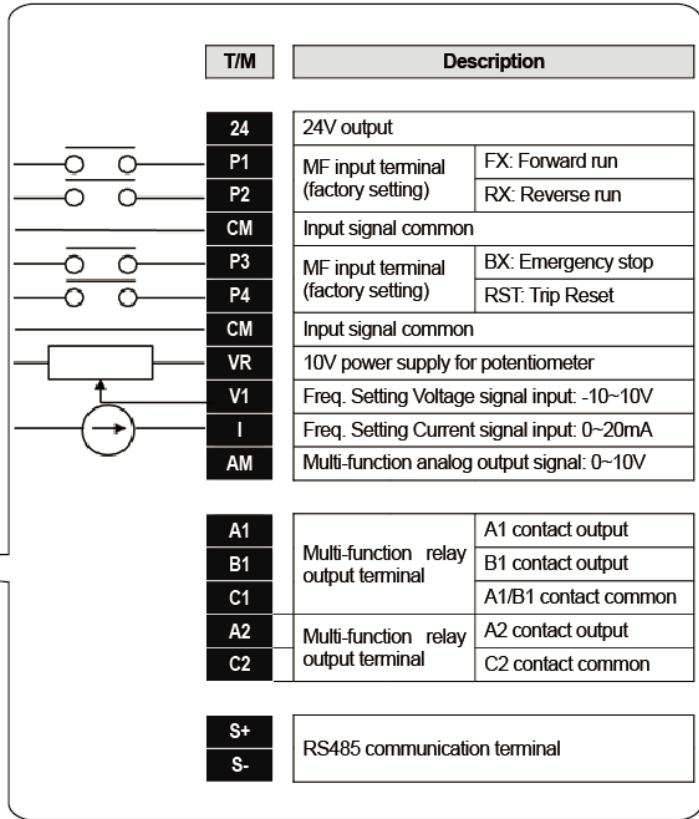 T/M Description
24 24V output
P1 MF input terminal (factory setting) FX: Forward run
P2 RX: Reverse run
CM Input signal common
P3 MF input terminal (factory setting) BX: Emergency stop
P4 RST: Trip Reset
CM Input signal common
VR 10V power supply for potentiometer
V1 Freq. Setting Voltage signal input: -10~10V
I Freq. Setting Current signal input: 0~20mA
AM Multi-function analog output signal: 0~10V
A1 Multi-function relay output terminal A1 contact output
B1 B1 contact output
C1 A1/B1 contact common
A2 Multi-function relay output terminal A2 contact output
C2 C2 contact common
S+ RS485 communication terminal
S-